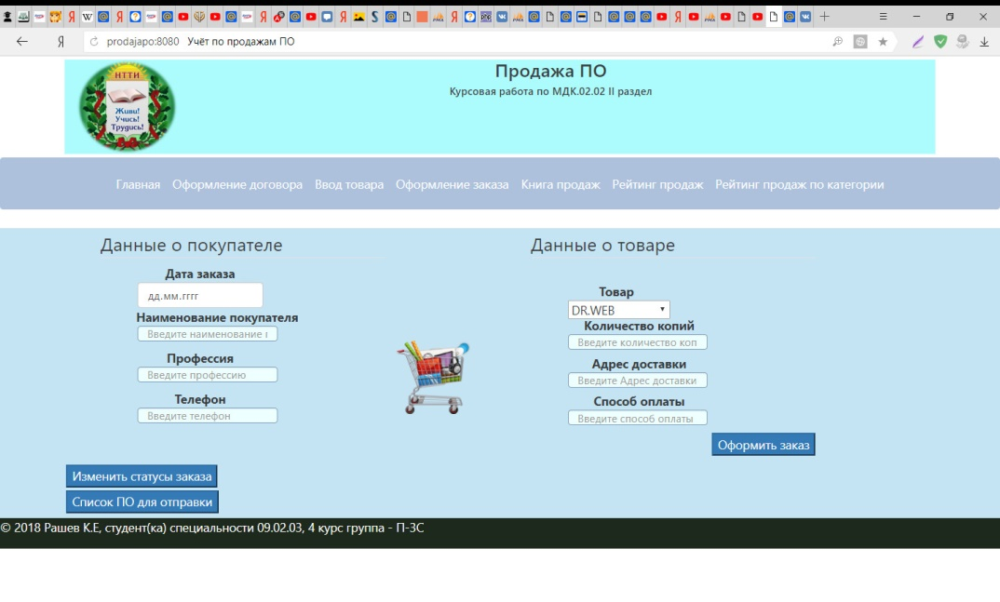 prodajapo:8080 Учёт по продажам ПО
НТТИ
Живи!
Учись!
Трудись!
Продажа ПО
Курсовая работа по МДК.02.02 II раздел
Главная Оформление договора Ввод товара Оформление заказа Книга продаж Рейтинг продаж Рейтинг продаж по категории
Данные о покупателе
Дата заказа
дд.мм.гггг
Наименование покупателя
Введите наименование
Профессия
Введите профессию
Телефон
Введите телефон
Данные о товаре
Товар
DR.WEB
Количество копий
Введите количество коп
Адрес доставки
Введите Адрес доставки
Способ оплаты
Введите способ оплаты
Оформить заказ
Изменить статусы заказа
Список ПО для отправки
© 2018 Рашев К.Е, студент(ка) специальности 09.02.03, 4 курс группа - П-3С